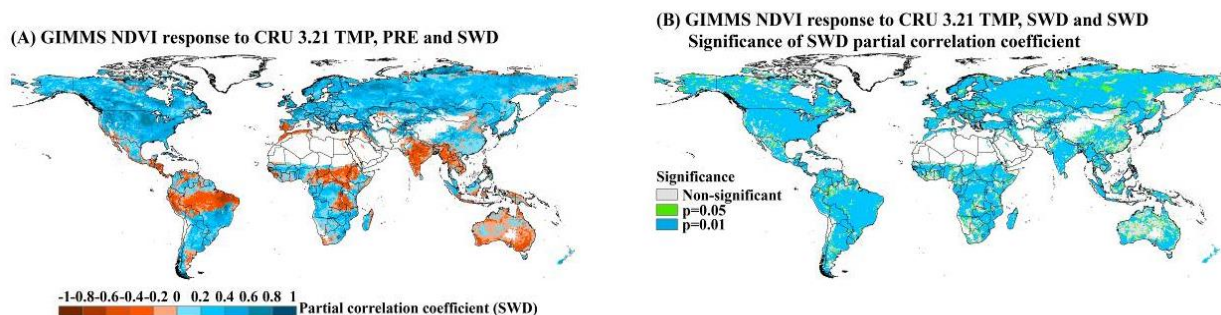 (A) GIMMS NDVI response to CRU 3.21 TMP, PRE and SWD
-1-0.8-0.6-0.4-0.2 0 0.2 0.4 0.6 0.8 1
Partial correlation coefficient (SWD)
(B) GIMMS NDVI response to CRU 3.21 TMP, SWD and SWD
Significance of SWD partial correlation coefficient
Significance
Non-significant
p=0.05
p=0.01